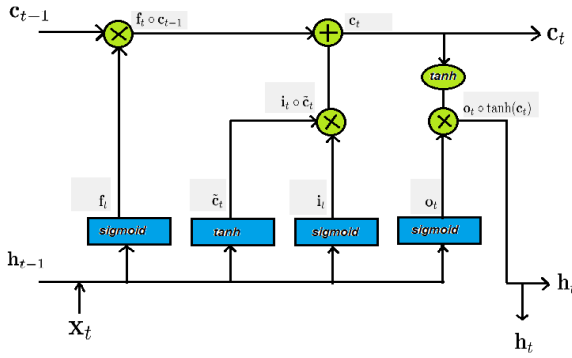 c_{t-1}
f_t ∘ c_{t-1}
c_t
c_t
tanh
i_t ∘ c̃_t
o_t ∘ tanh(c_t)
f_t
c̃_t
i_t
o_t
sigmoid
tanh
sigmoid
sigmoid
h_{t-1}
h_t
x_t
h_t